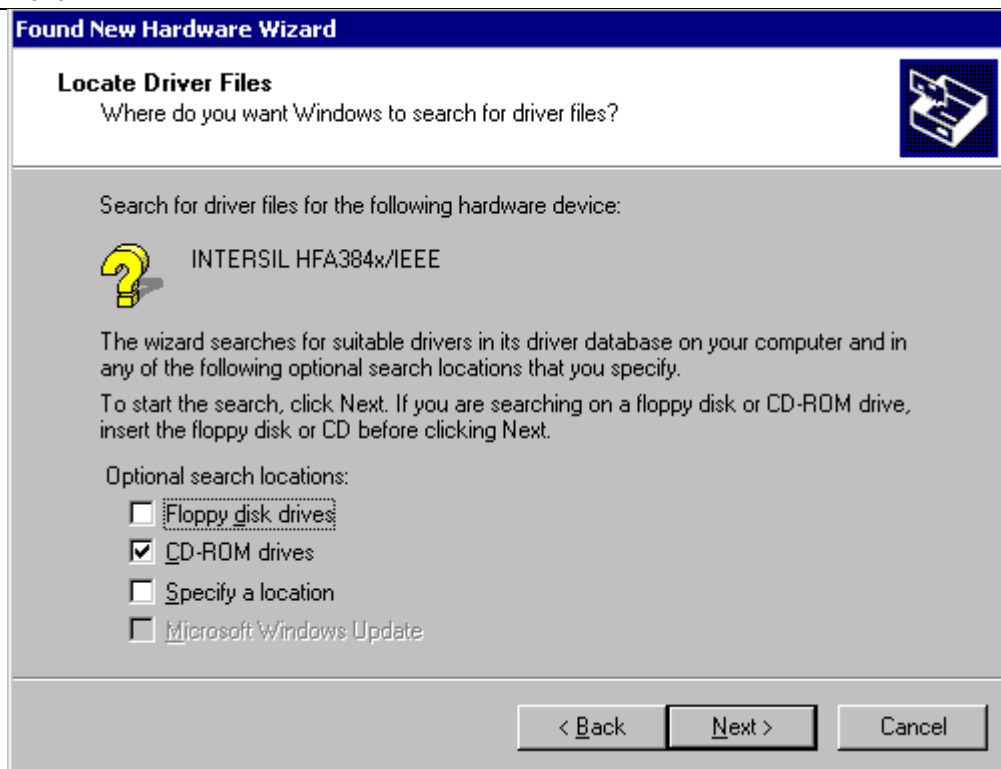 Found New Hardware Wizard
Locate Driver Files
Where do you want Windows to search for driver files?
Search for driver files for the following hardware device:
INTERSIL HFA384x/IEEE
The wizard searches for suitable drivers in its driver database on your computer and in
any of the following optional search locations that you specify.
To start the search, click Next. If you are searching on a floppy disk or CD-ROM drive,
insert the floppy disk or CD before clicking Next.
Optional search locations:
Floppy disk drives
CD-ROM drives
Specify a location
Microsoft Windows Update
< Back Next > Cancel